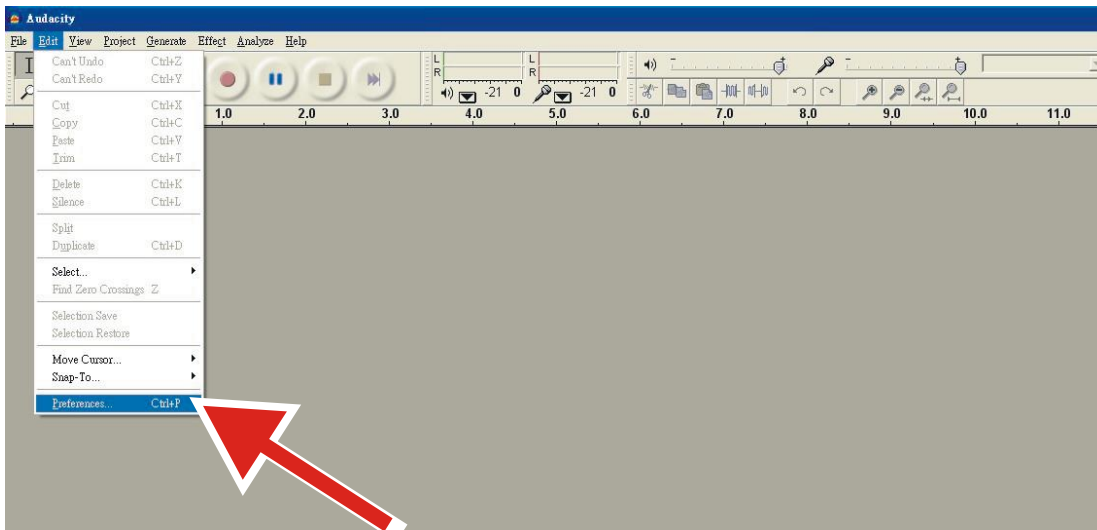 Audacity
File Edit View Project Generate Effect Analyze Help
Can't Undo Ctrl+Z
Can't Redo Ctrl+Y
Cut Ctrl+X
Copy Ctrl+C
Paste Ctrl+V
Trim Ctrl+T
Delete Ctrl+K
Silence Ctrl+L
Split
Duplicate Ctrl+D
Select...
Find Zero Crossings Z
Selection Save
Selection Restore
Move Cursor...
Snap-To...
Preferences... Ctrl+P
L L
R R
-21 0 -21 0
1.0 2.0 3.0 4.0 5.0 6.0 7.0 8.0 9.0 10.0 11.0